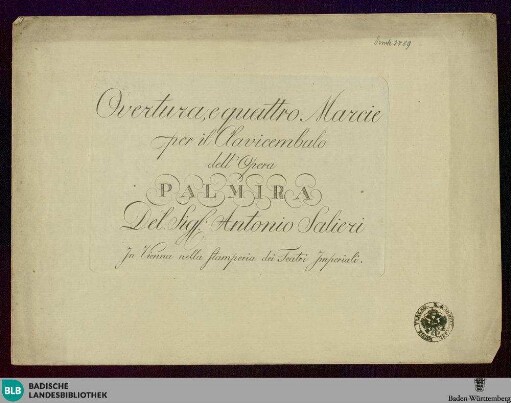 Overtura, e quattro Marcie
per il Clavicembalo
dell'Opera
PALMIRA
Del Sigr. Antonio Salieri
In Vienna nella stamperia dei Teatri Imperiali.
BLB BADISCHE
LANDESBIBLIOTHEK
Baden-Württemberg